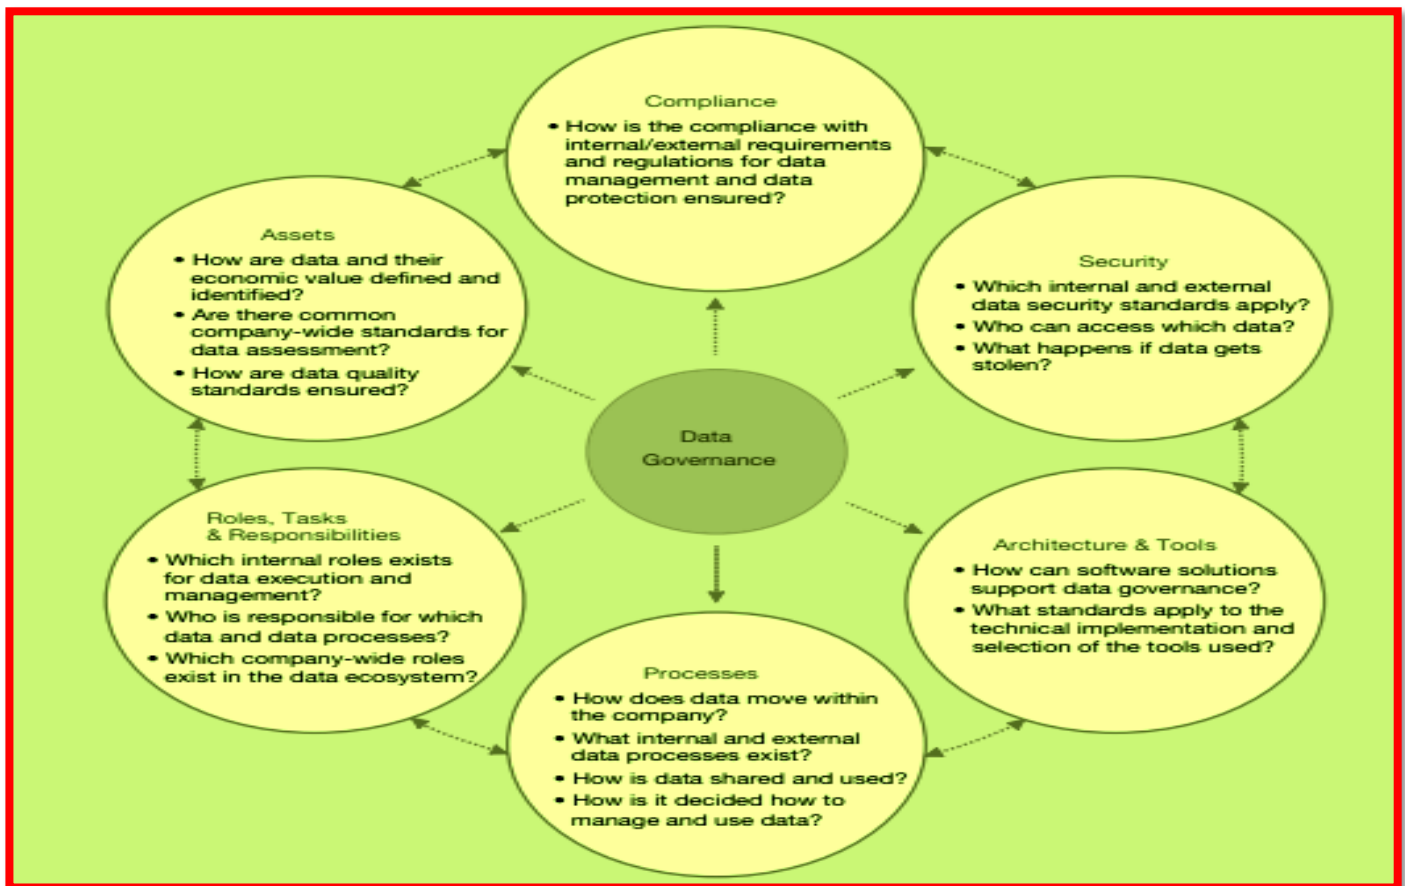 Compliance
• How is the compliance with
internal/external requirements
and regulations for data
management and data
protection ensured?
Assets
• How are data and their
economic value defined and
identified?
• Are there common
company-wide standards for
data assessment?
• How are data quality
standards ensured?
Security
• Which internal and external
data security standards apply?
• Who can access which data?
• What happens if data gets
stolen?
Data
Governance
Roles, Tasks
& Responsibilities
• Which internal roles exists
for data execution and
management?
• Who is responsible for which
data and data processes?
• Which company-wide roles
exist in the data ecosystem?
Architecture & Tools
• How can software solutions
support data governance?
• What standards apply to the
technical implementation and
selection of the tools used?
Processes
• How does data move within
the company?
• What internal and external
data processes exist?
• How is data shared and used?
• How is it decided how to
manage and use data?